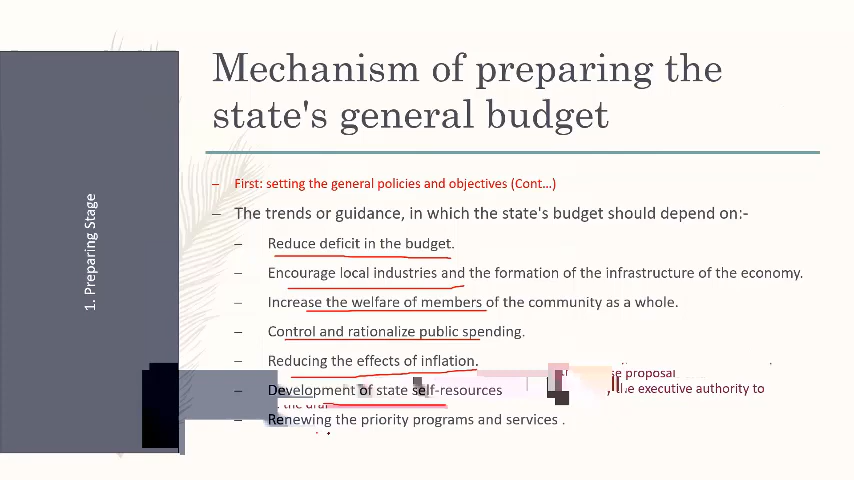 Mechanism of preparing the
state's general budget
1. Preparing Stage
– First: setting the general policies and objectives (Cont...)
– The trends or guidance, in which the state's budget should depend on:-
– Reduce deficit in the budget.
– Encourage local industries and the formation of the infrastructure of the economy.
– Increase the welfare of members of the community as a whole.
– Control and rationalize public spending.
– Reducing the effects of inflation.
proposal
– Development of state self-resources
the executive authority to
– Renewing the priority programs and services .